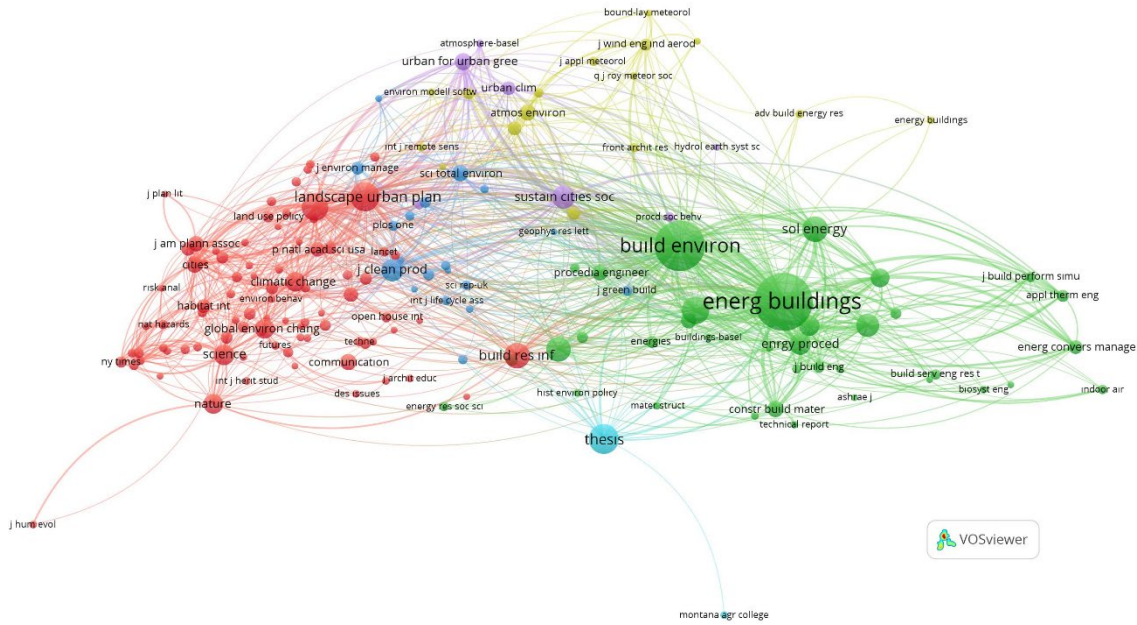 bound-lay meteorol
atmosphere-basel
j wind eng ind aerod
urban for urban gree
j appl meteorol
q j roy meteor soc
environ modell softw
urban clim
atmos environ
adv build energy res
energy buildings
int j remote sens
front archit res
hydrol earth syst sc
j environ manage
sci total environ
j plan lit
landscape urban plan
sustain cities soc
land use policy
plos one
procd soc behv
sol energy
geophys res lett
j am plann assoc
p natl acad sci usa
lancet
build environ
cities
j clean prod
procedia engineer
j build perform simu
climatic change
sci rep-uk
risk anal
environ behav
j green build
appl therm eng
habitat int
int j life cycle ass
energ buildings
nat hazards
global environ chang
open house int
futures
techne
energies
buildings-basel
enrgy proced
energ convers manage
ny times
science
communication
build res inf
j build eng
int j herit stud
j archit educ
build serv eng res t
biosyst eng
indoor air
des issues
hist environ policy
nature
energy res soc sci
mater struct
constr build mater
ashrae j
technical report
thesis
j hum evol
VOSviewer
montana agr college